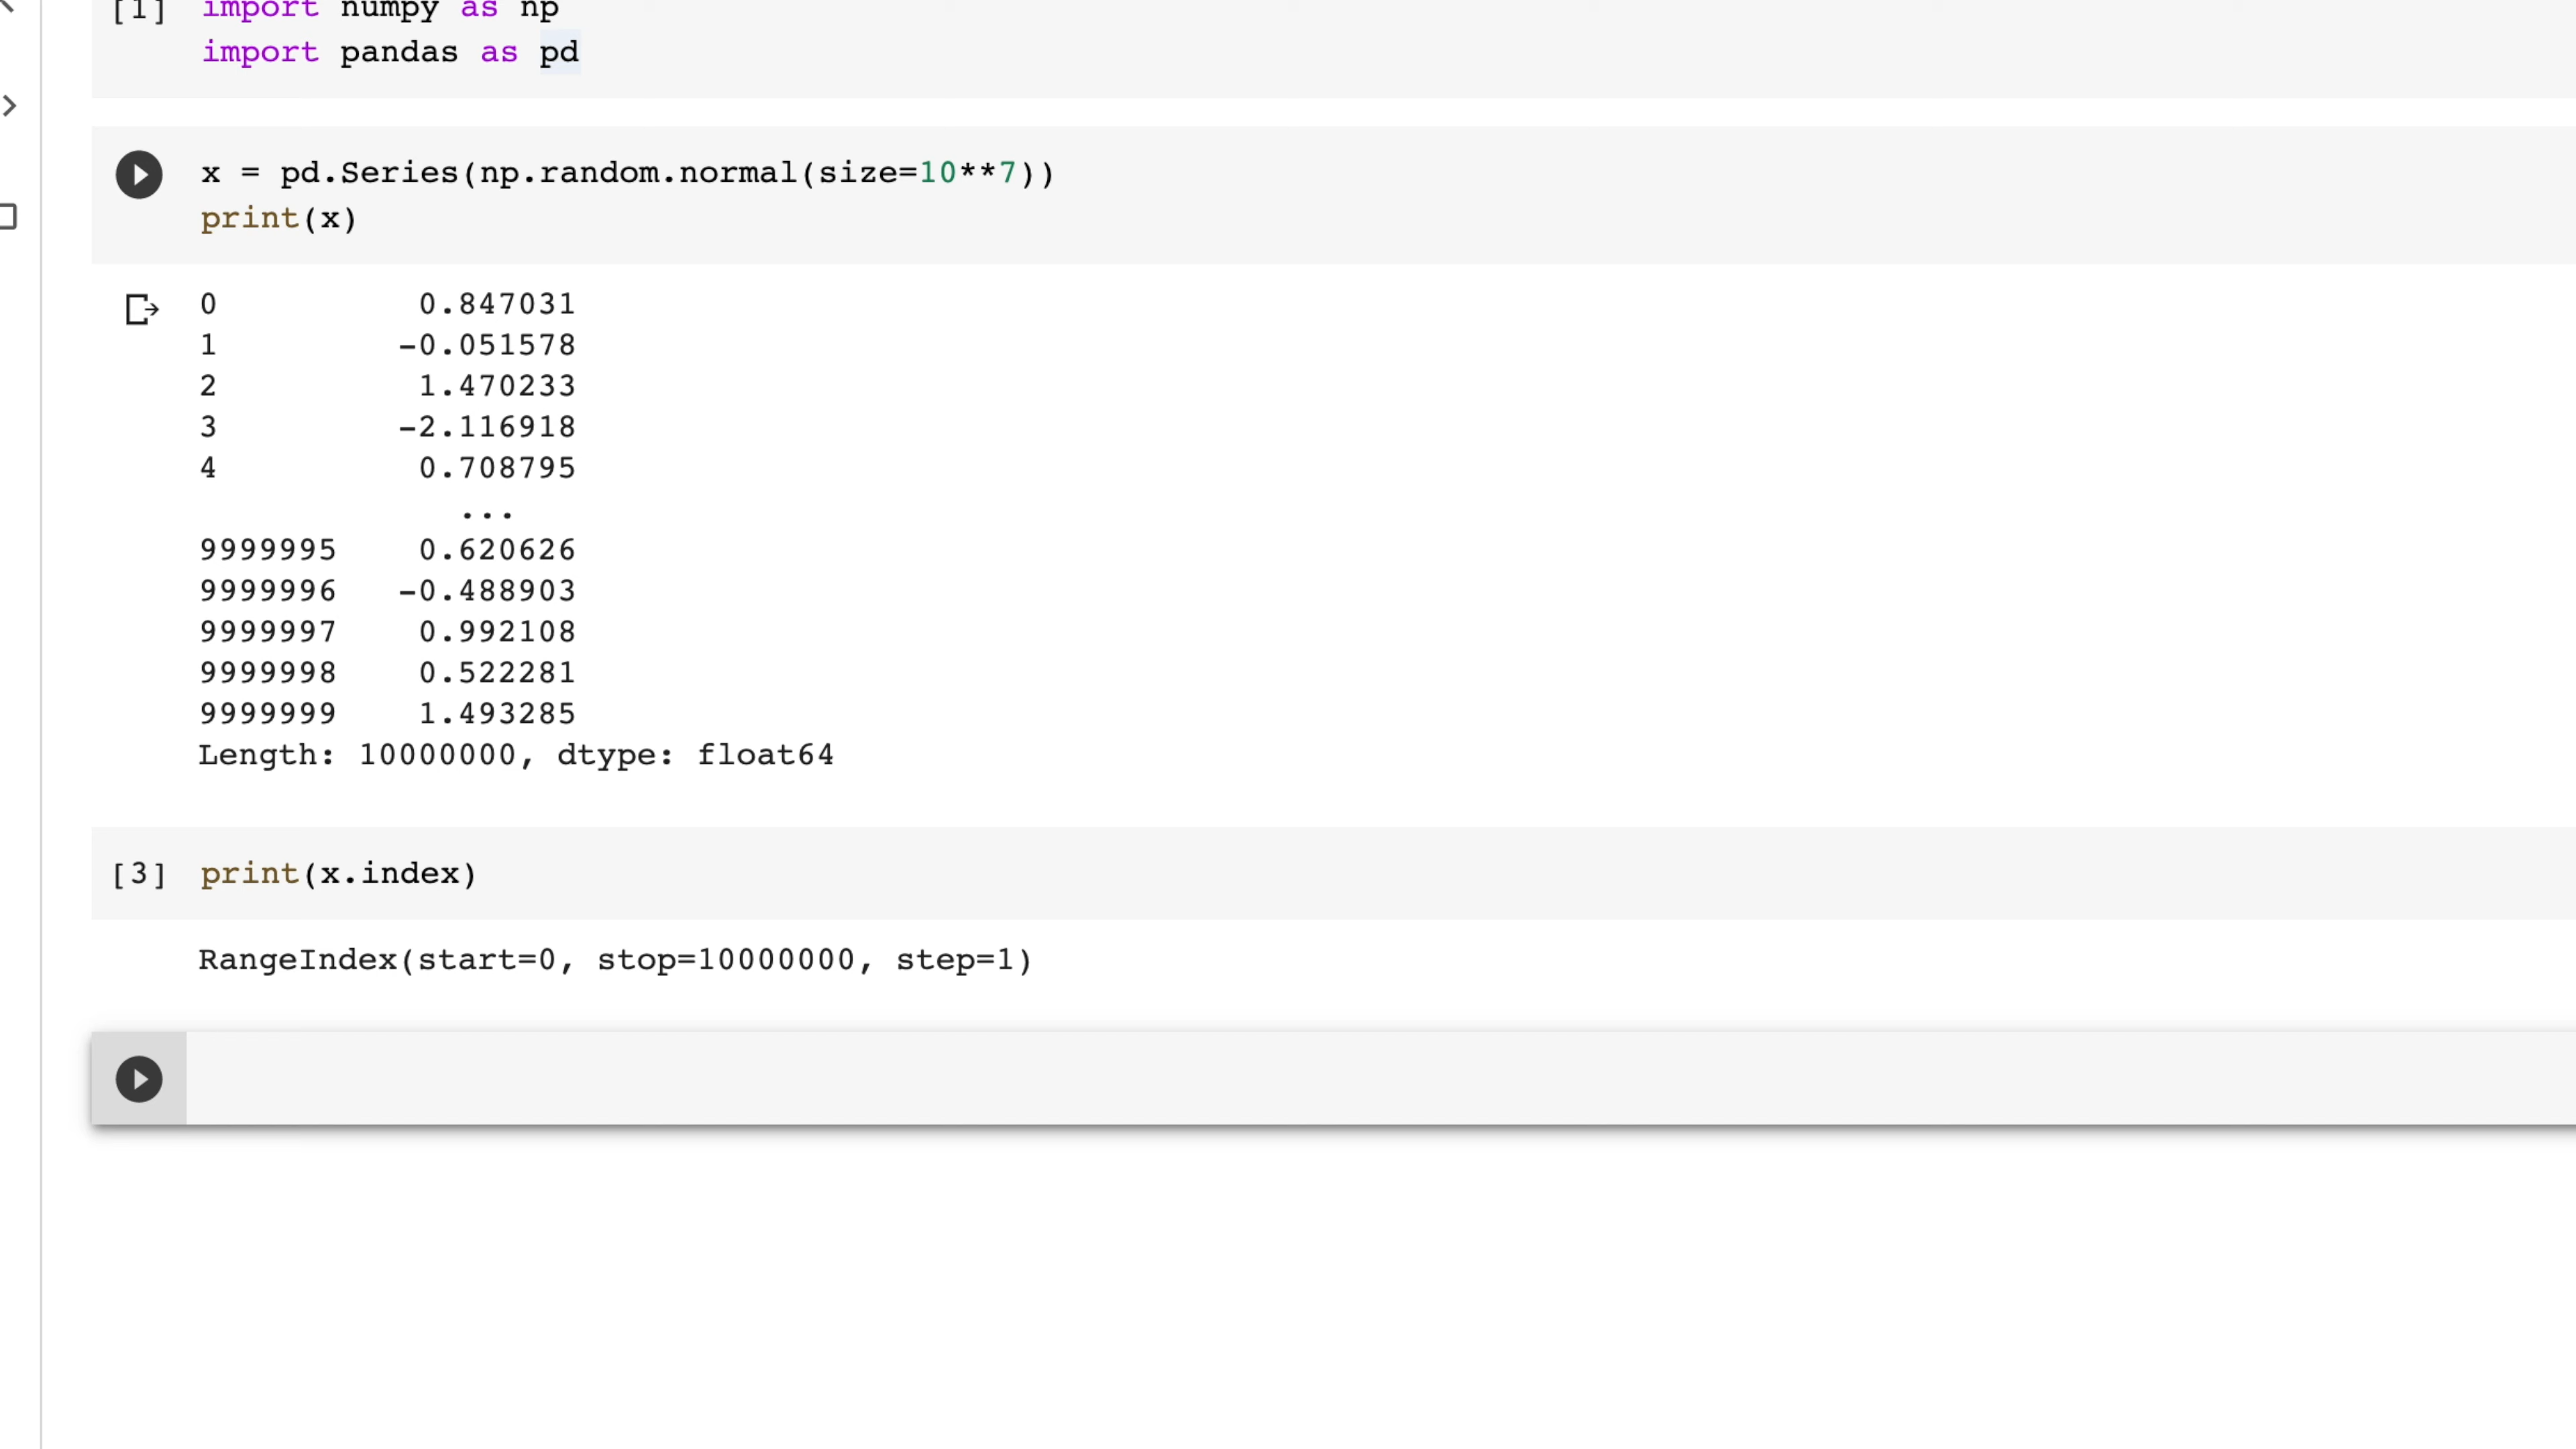 [1] import numpy as np
import pandas as pd
x = pd.Series(np.random.normal(size=10**7))
print(x)
0 0.847031
1 -0.051578
2 1.470233
3 -2.116918
4 0.708795
...
9999995 0.620626
9999996 -0.488903
9999997 0.992108
9999998 0.522281
9999999 1.493285
Length: 10000000, dtype: float64
[3] print(x.index)
RangeIndex(start=0, stop=10000000, step=1)